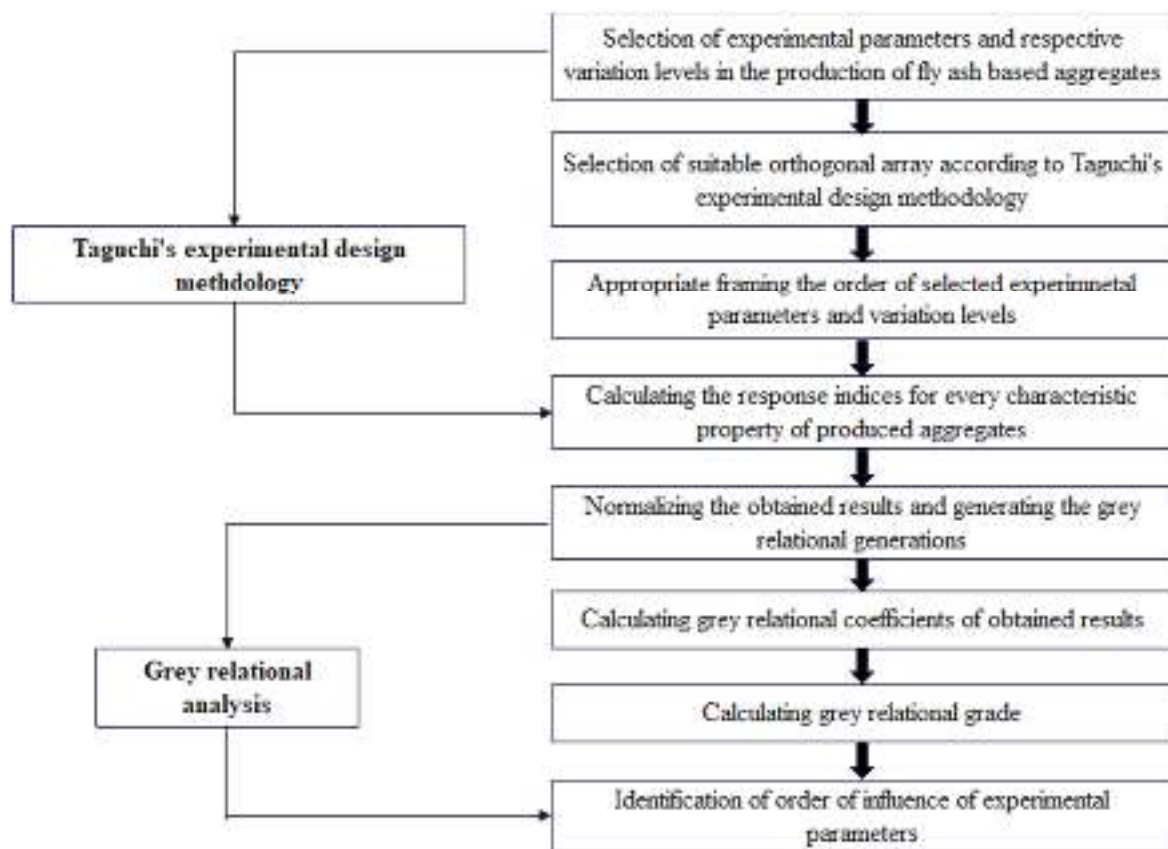 Selection of experimental parameters and respective
variation levels in the production of fly ash based aggregates
Selection of suitable orthogonal array according to Taguchi's
experimental design methodology
Taguchi's experimental design
methdology
Appropriate framing the order of selected experimnetal
parameters and variation levels
Calculating the response indices for every characteristic
property of produced aggregates
Normalizing the obtained results and generating the grey
relational generations
Calculating grey relational coefficients of obtained results
Grey relational
analysis
Calculating grey relational grade
Identification of order of influence of experimental
parameters